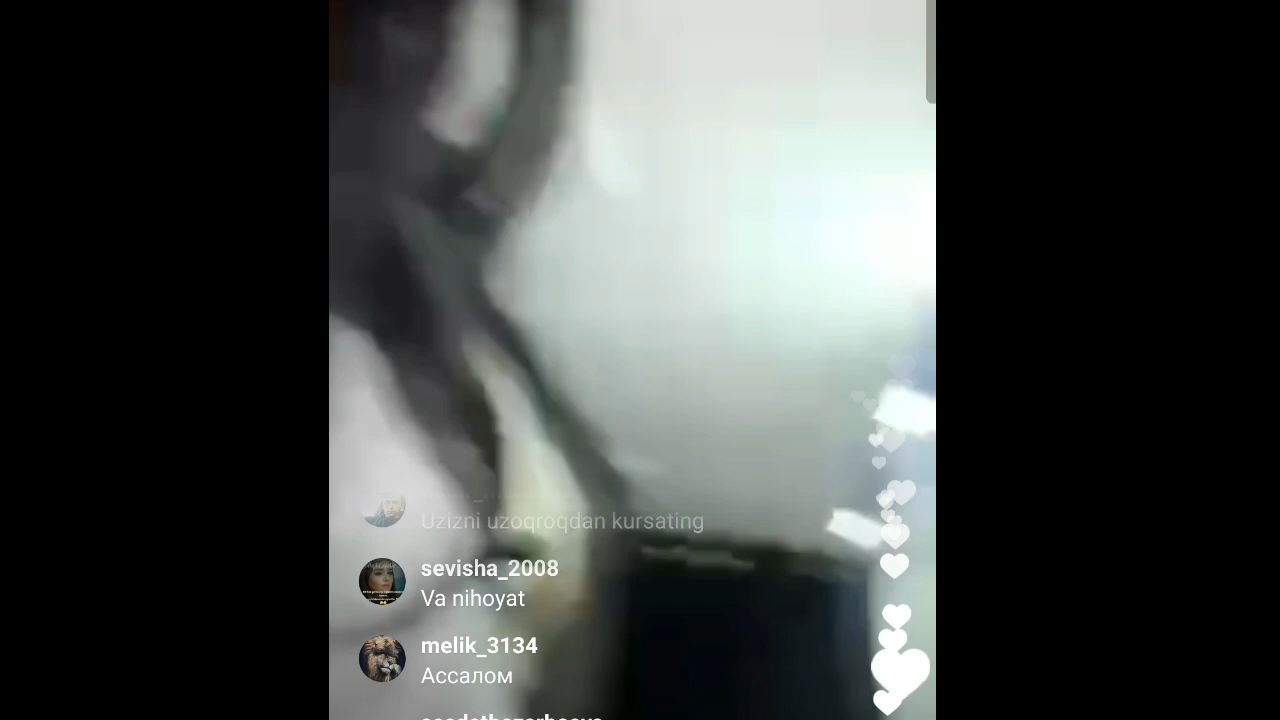 Uzizni uzoqroqdan kursating
sevisha_2008
Va nihoyat
melik_3134
Ассалом